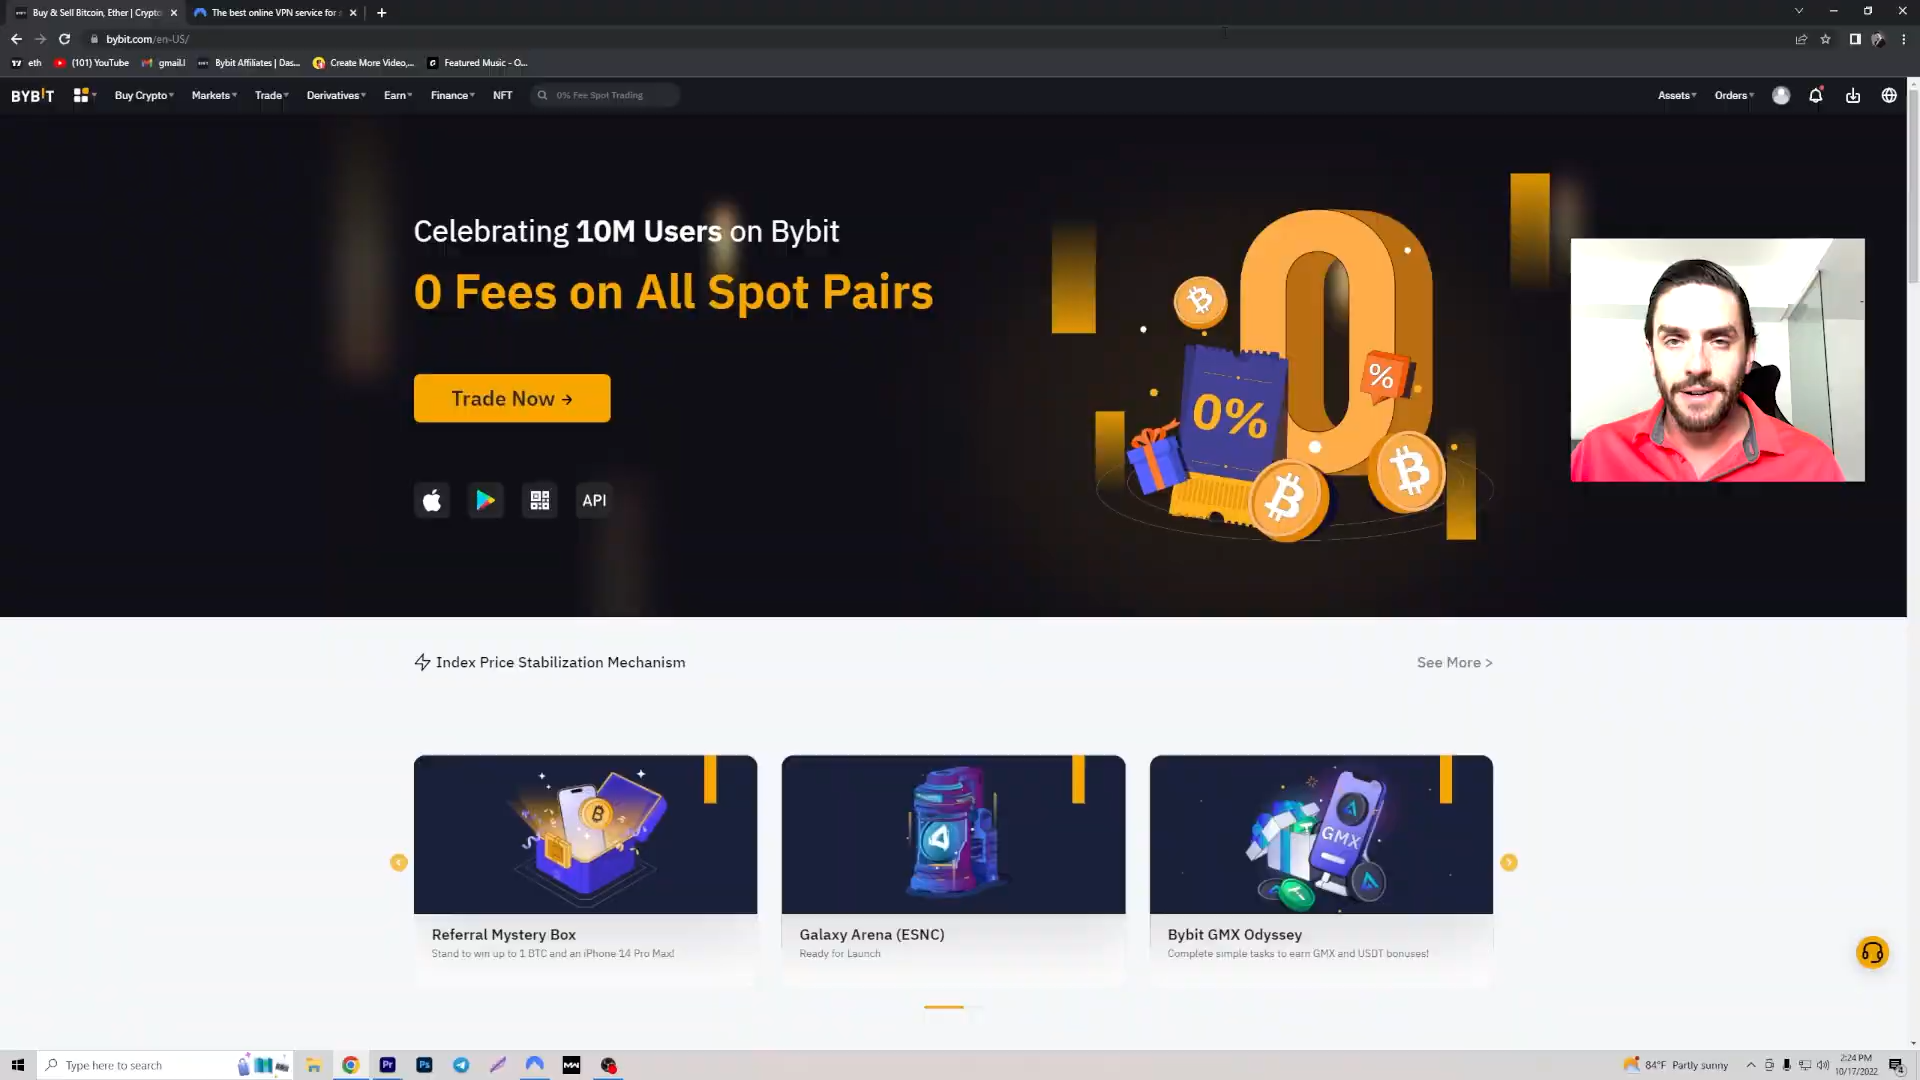 Buy & Sell Bitcoin, Ether | Crypto
The best online VPN service for s
bybit.com/en-US/
eth
(101) YouTube
gmail.l
Bybit Affiliates | Das...
Create More Video,...
Featured Music - O...
BYBIT
Buy Crypto
Markets
Trade
Derivatives
Earn
Finance
NFT
0% Fee Spot Trading
Assets
Orders
Celebrating 10M Users on Bybit
0 Fees on All Spot Pairs
Trade Now →
API
0%
%
Index Price Stabilization Mechanism
See More >
GMX
Referral Mystery Box
Stand to win up to 1 BTC and an iPhone 14 Pro Max!
Galaxy Arena (ESNC)
Ready for Launch
Bybit GMX Odyssey
Complete simple tasks to earn GMX and USDT bonuses!
Type here to search
Pr
Ps
84°F Partly sunny
2:24 PM
10/17/2022